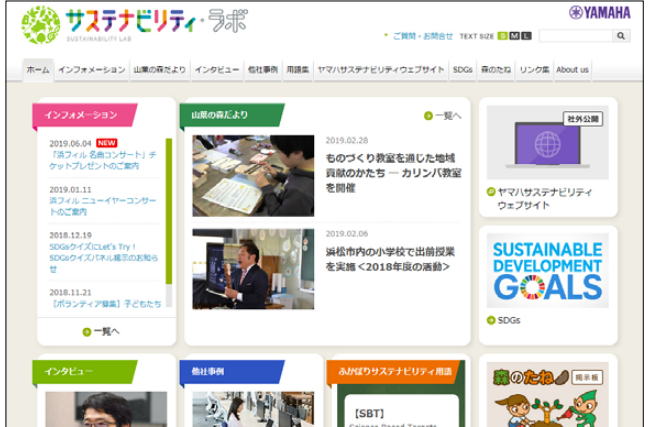 サステナビリティ・ラボ
SUSTAINABILITY LAB
YAMAHA
ご質問・お問合せ TEXT SIZE S M L
ホーム インフォメーション 山葉の森だより インタビュー 他社事例 用語集 ヤマハサステナビリティウェブサイト SDGs 森のたね リンク集 About us
インフォメーション
2019.06.04 NEW
「浜フィル 名曲コンサート」チ
ケットプレゼントのご案内
2019.01.11
浜フィル ニューイヤーコンサー
トのご案内
2018.12.19
SDGsクイズにLet's Try！
SDGsクイズパネル掲示のお知ら
せ
2018.11.21
【ボランティア募集】子どもたち
一覧へ
山葉の森だより
一覧へ
2019.02.28
ものづくり教室を通じた地域
貢献のかたち ― カリンバ教室
を開催
2019.02.06
浜松市内の小学校で出前授業
を実施＜2018年度の活動＞
社外公開
ヤマハサステナビリティ
ウェブサイト
SUSTAINABLE
DEVELOPMENT
GOALS
SDGs
インタビュー
他社事例
ふかぼりサステナビリティ用語
[SBT]
Science Based Targets
森のたね 掲示板